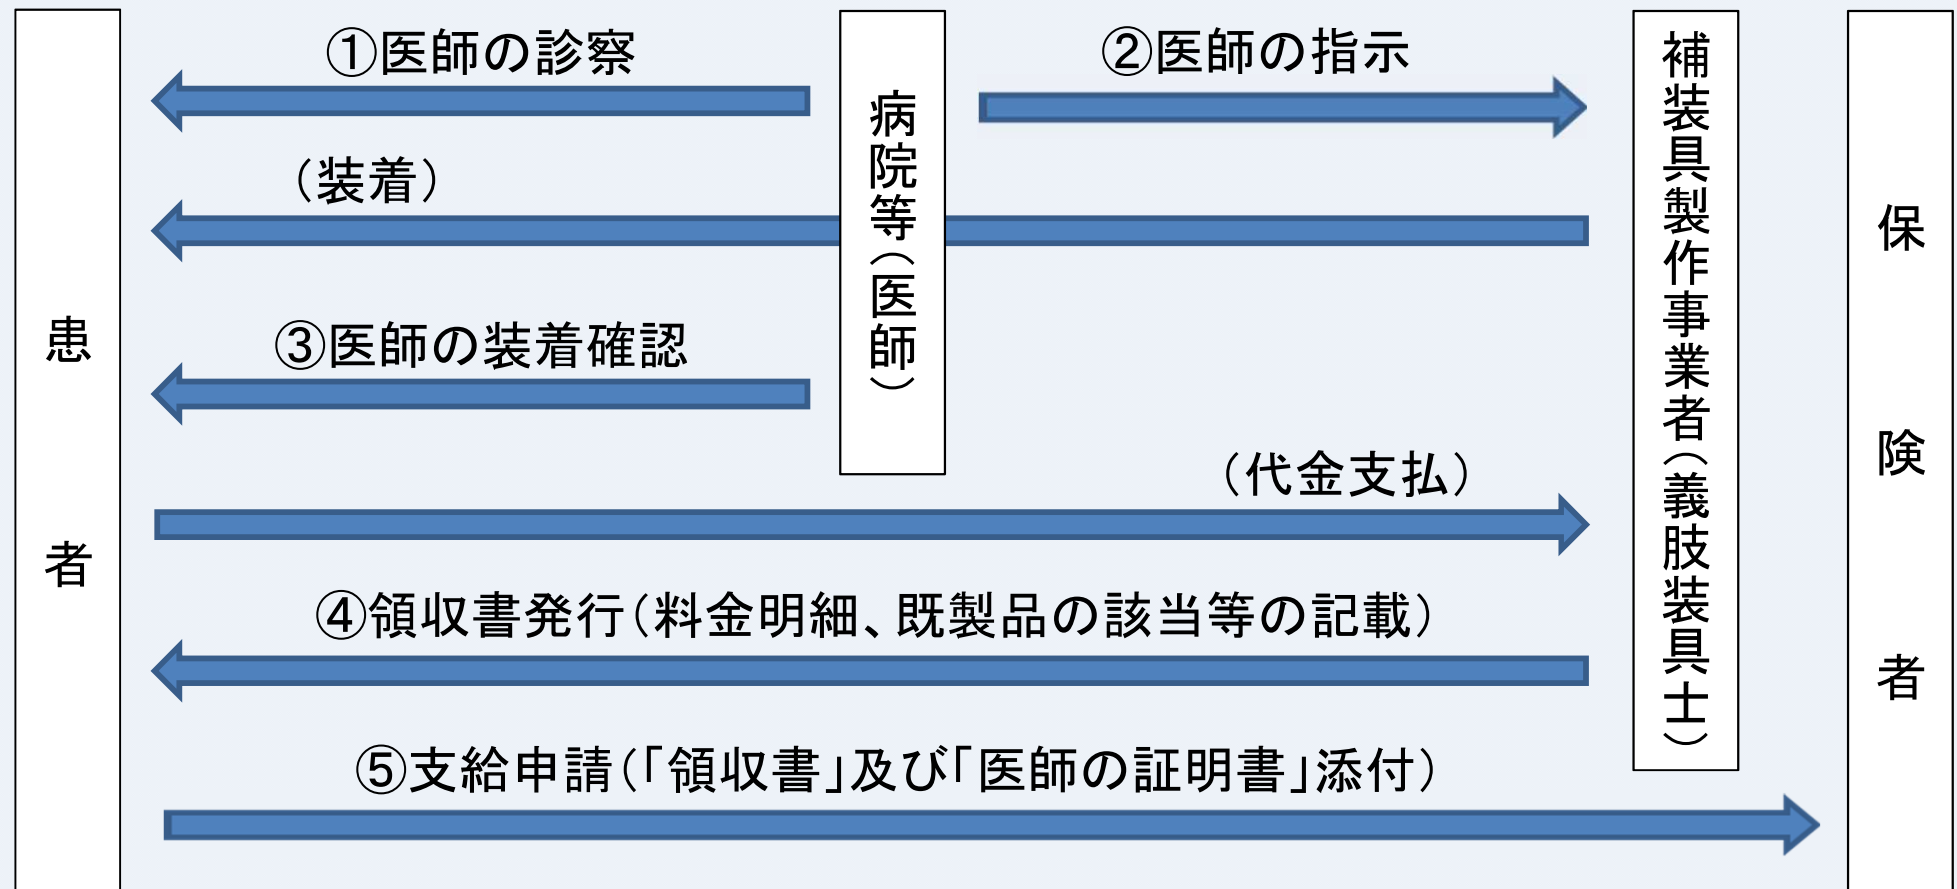 ①医師の診察
②医師の指示
(装着)
③医師の装着確認
(代金支払)
④領収書発行(料金明細、既製品の該当等の記載)
⑤支給申請(「領収書」及び「医師の証明書」添付)
患者
病院等(医師)
補装具製作事業者(義肢装具士)
保険者